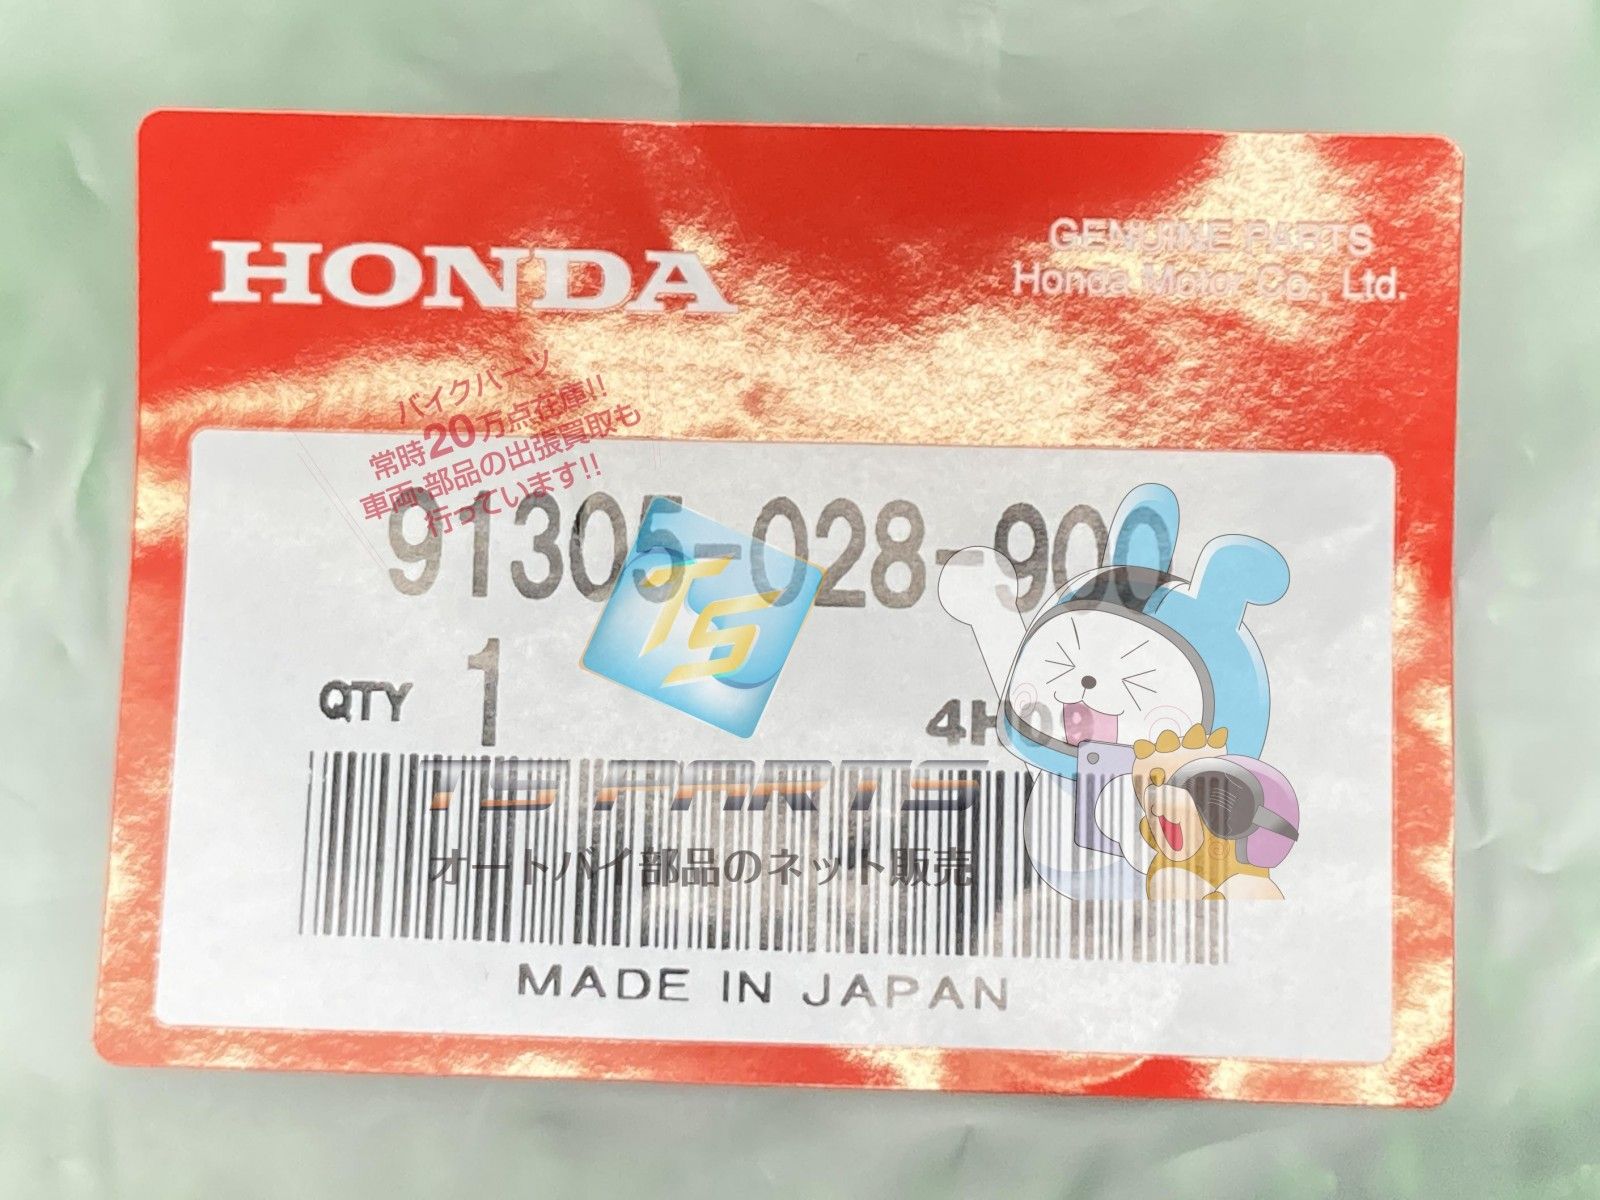 HONDA
GENUINE PARTS
Honda Motor Co., Ltd.
バイクパーツ
常時20万点在庫!!
車両・部品の出張買取も
行っています!!
91305-028-900
TS
QTY 1
4H09
TS PARTS
オートバイ部品のネット販売
MADE IN JAPAN